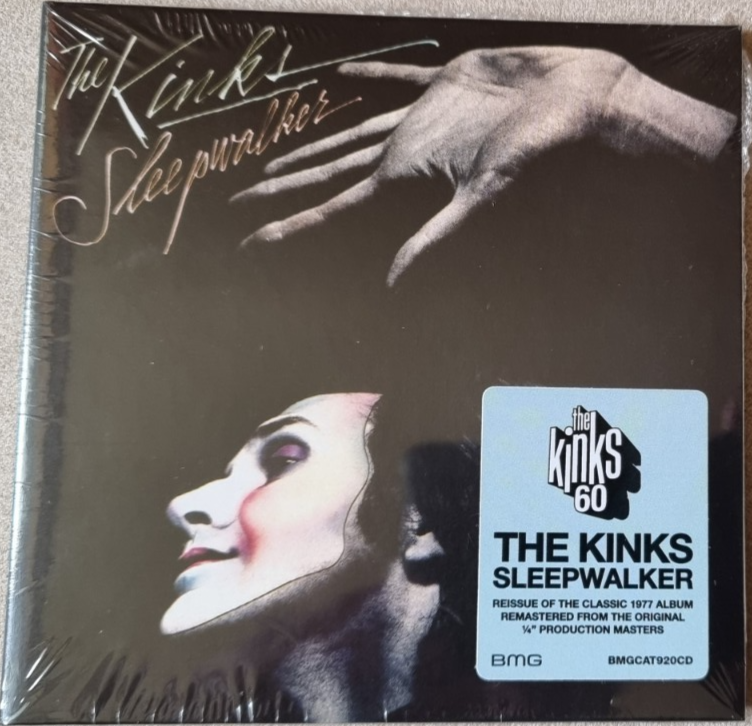 The Kinks
Sleepwalker
the
kinks
60
THE KINKS
SLEEPWALKER
REISSUE OF THE CLASSIC 1977 ALBUM
REMASTERED FROM THE ORIGINAL
¼" PRODUCTION MASTERS
BMG BMGCAT920CD